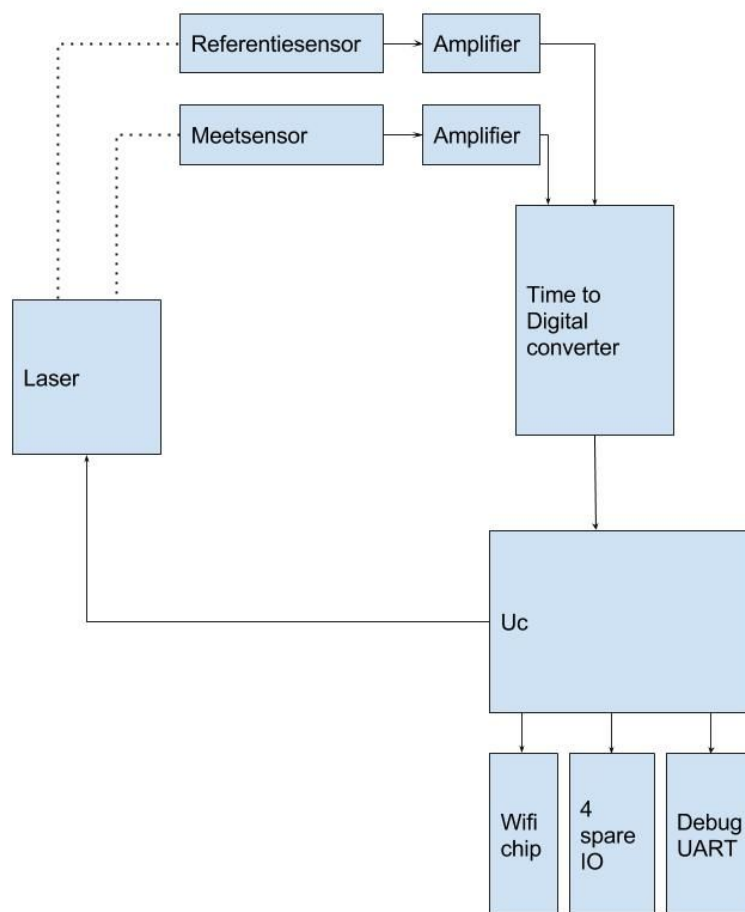 Referentiesensor
Amplifier
Meetsensor
Amplifier
Time to
Digital
converter
Laser
Uc
Wifi
chip
4
spare
IO
Debug
UART